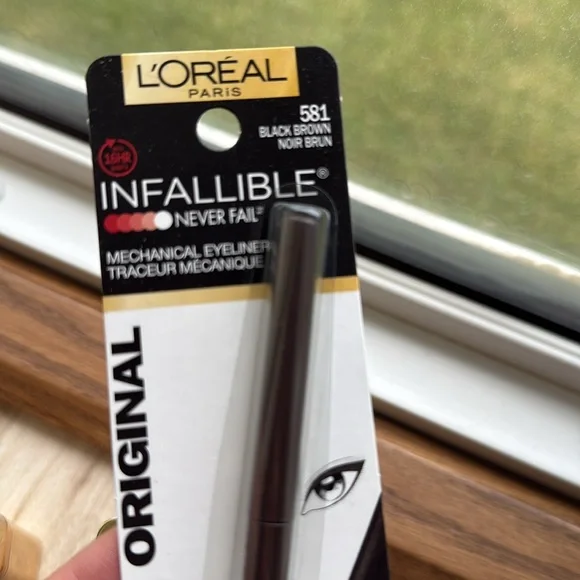 L'ORÉAL
PARIS
581
BLACK BROWN
NOIR BRUN
16HR
INFALLIBLE®
NEVER FAIL
MECHANICAL EYELINER
TRACEUR MÉCANIQUE
ORIGINAL